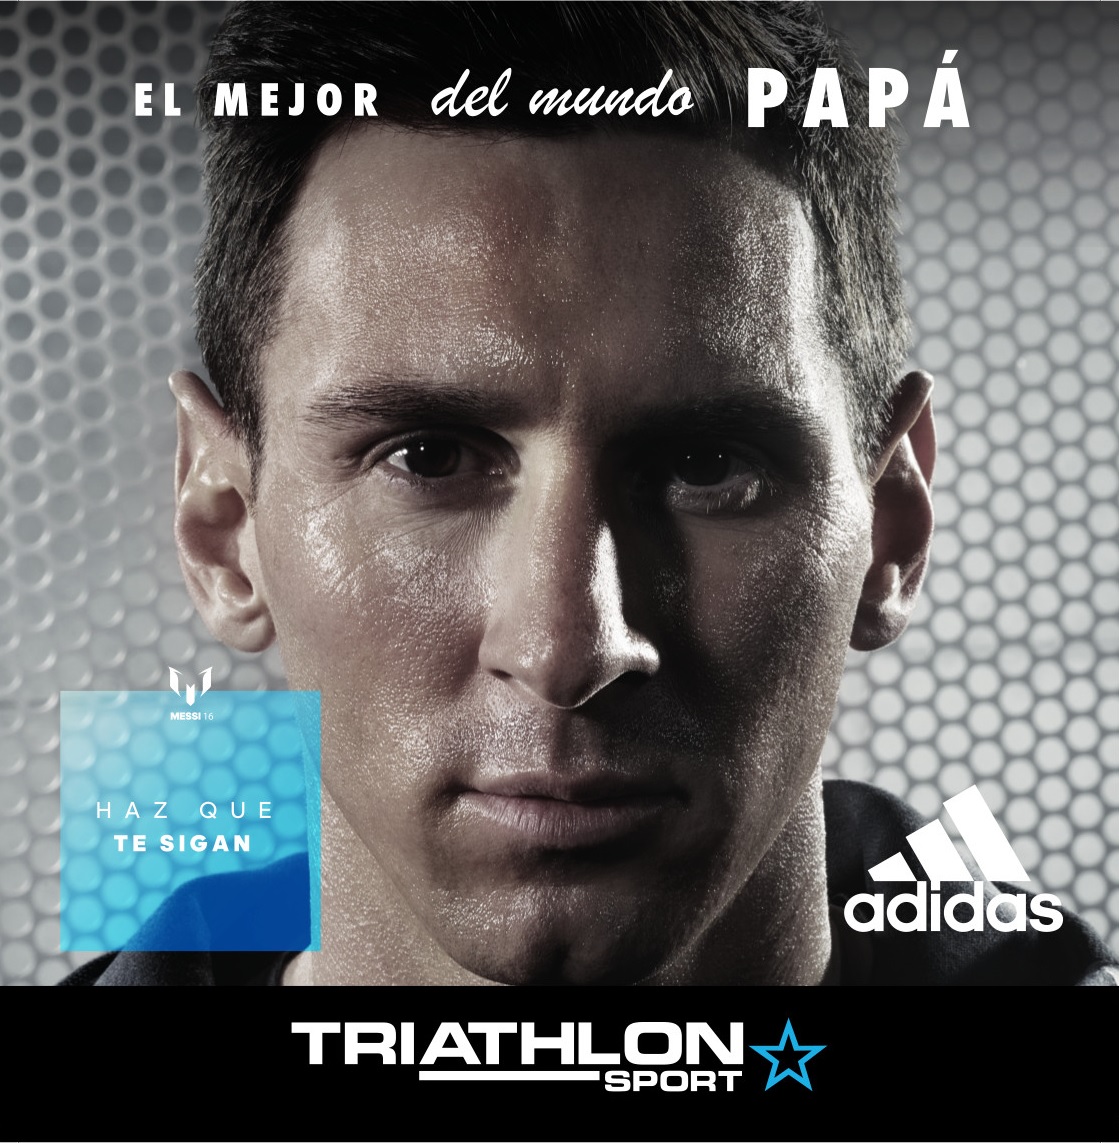 EL MEJOR del mundo PAPÁ
MESSI 16
HAZ QUE
TE SIGAN
adidas
TRIATHLON
SPORT